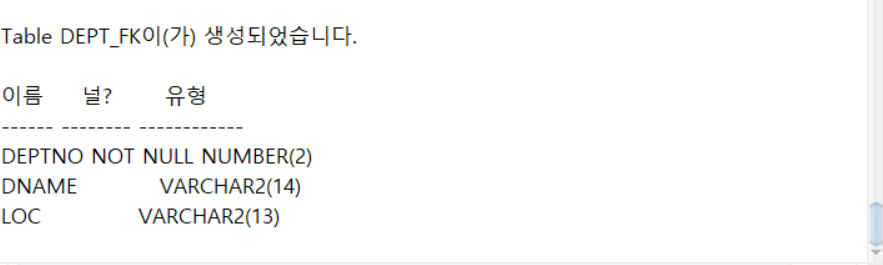 Table DEPT_FK이(가) 생성되었습니다.
이름 널? 유형
------ -------- ------------
DEPTNO NOT NULL NUMBER(2)
DNAME VARCHAR2(14)
LOC VARCHAR2(13)